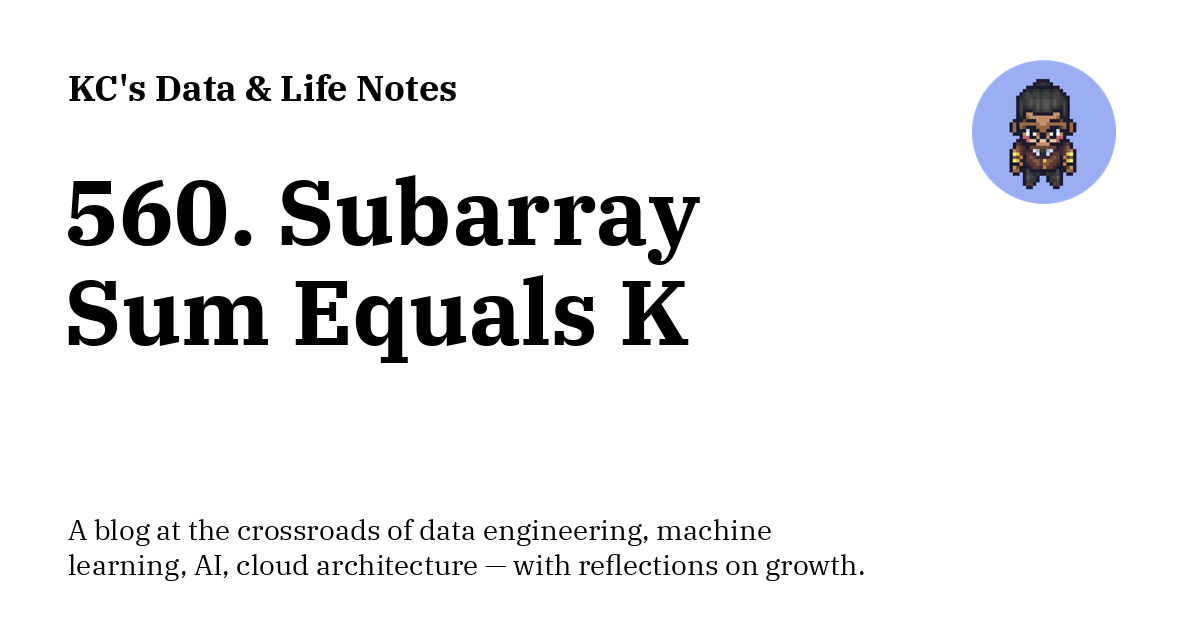 KC's Data & Life Notes
560. Subarray
Sum Equals K
A blog at the crossroads of data engineering, machine
learning, AI, cloud architecture — with reflections on growth.